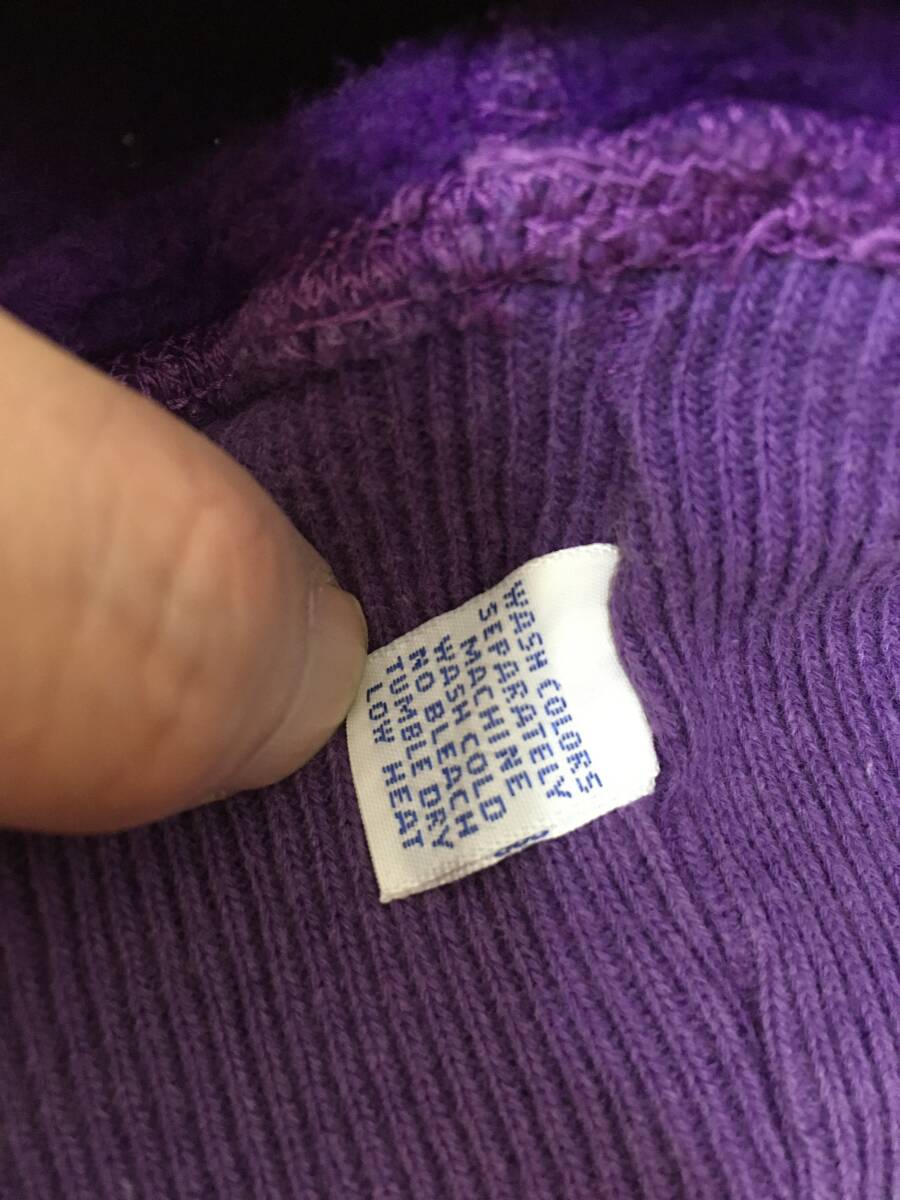 WASH COLORS
SEPARATELY
MACHINE
WASH COLD
NO BLEACH
TUMBLE DRY
LOW HEAT